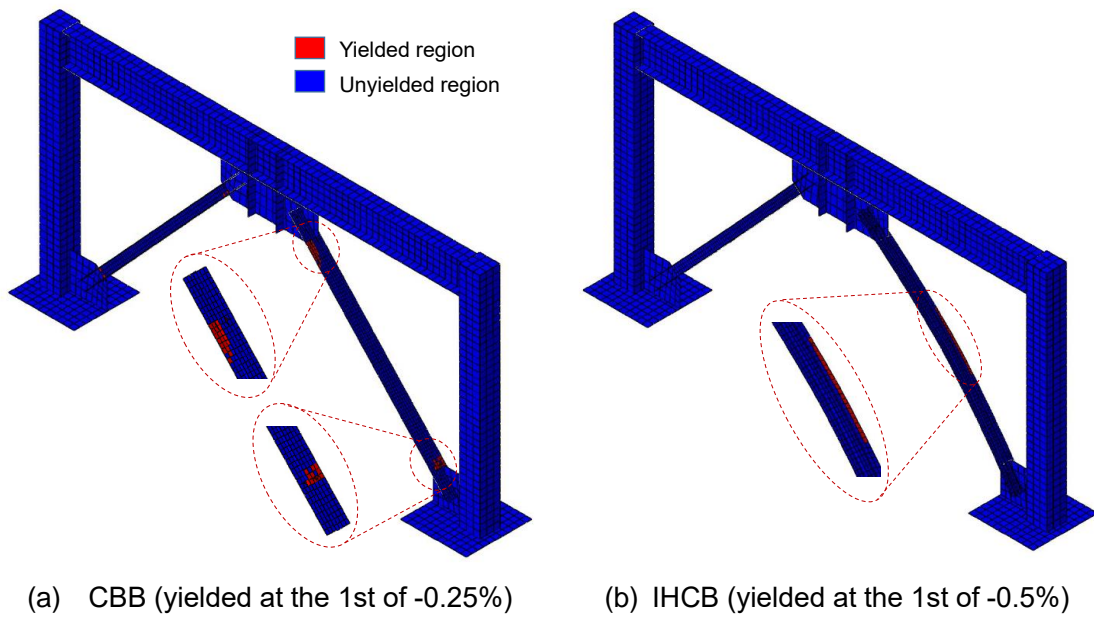 Yielded region
Unyielded region
(a) CBB (yielded at the 1st of -0.25%)
(b) IHCB (yielded at the 1st of -0.5%)